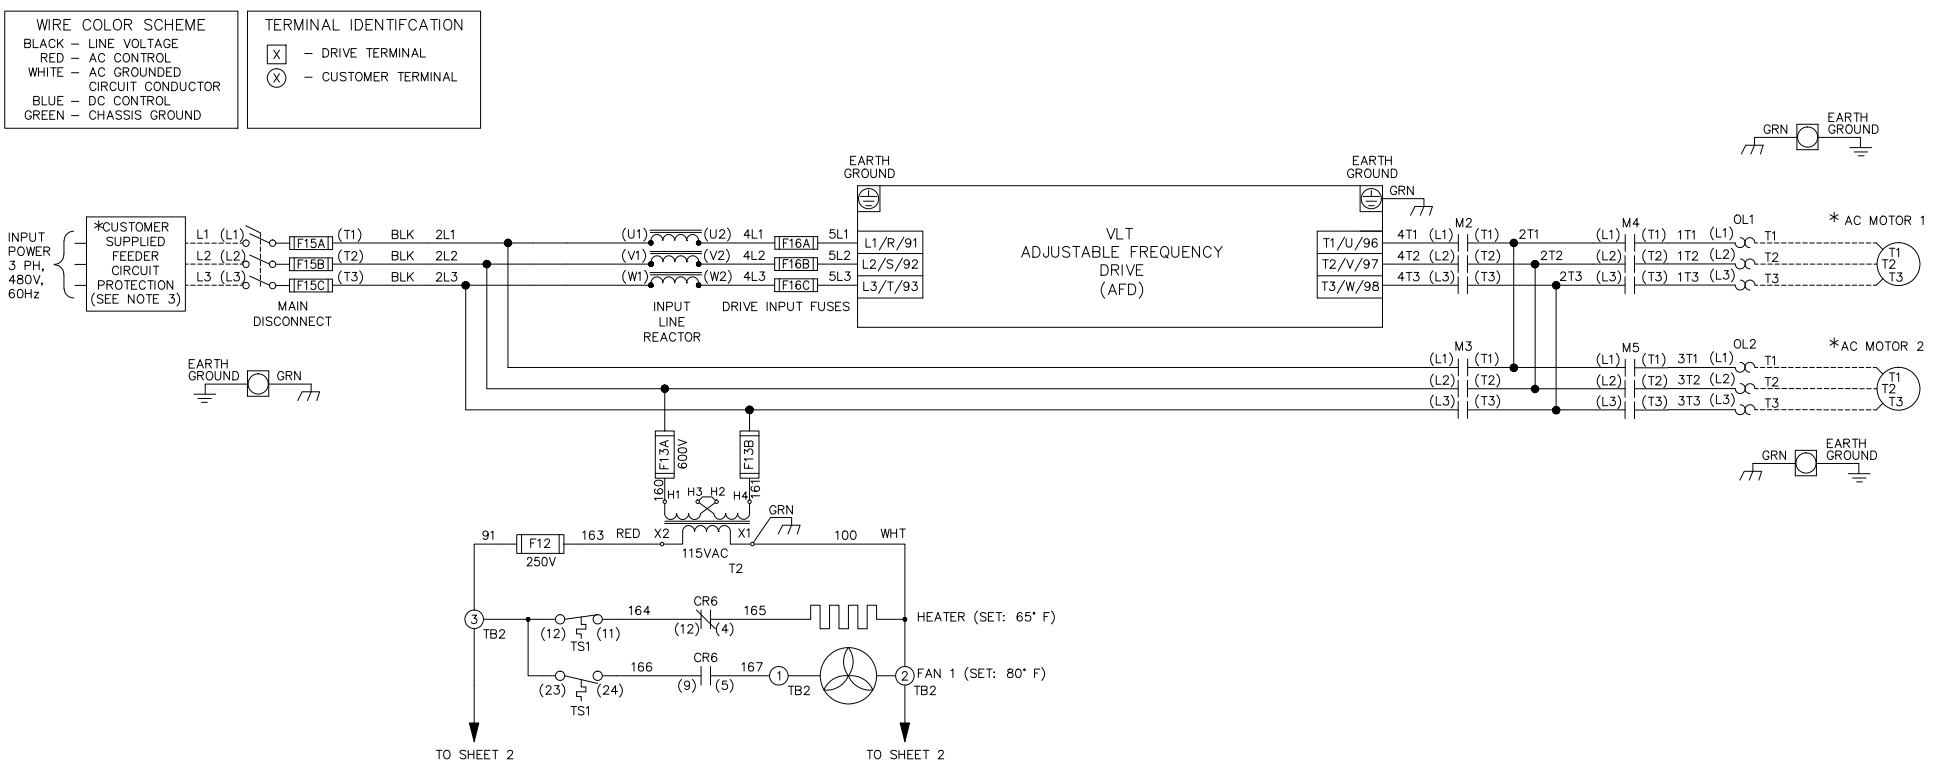 WIRE COLOR SCHEME
BLACK – LINE VOLTAGE
RED – AC CONTROL
WHITE – AC GROUNDED
CIRCUIT CONDUCTOR
BLUE – DC CONTROL
GREEN – CHASSIS GROUND
TERMINAL IDENTIFCATION
X – DRIVE TERMINAL
X – CUSTOMER TERMINAL
GRN EARTH
GROUND
INPUT
POWER
3 PH,
480V,
60Hz
*CUSTOMER
SUPPLIED
FEEDER
CIRCUIT
PROTECTION
(SEE NOTE 3)
L1 (L1) F15A (T1) BLK 2L1
L2 (L2) F15B (T2) BLK 2L2
L3 (L3) F15C (T3) BLK 2L3
MAIN
DISCONNECT
(U1) (U2) 4L1 F16A 5L1
(V1) (V2) 4L2 F16B 5L2
(W1) (W2) 4L3 F16C 5L3
INPUT
LINE
REACTOR
DRIVE INPUT FUSES
EARTH
GROUND
L1/R/91
L2/S/92
L3/T/93
VLT
ADJUSTABLE FREQUENCY
DRIVE
(AFD)
EARTH
GROUND
GRN
T1/U/96
T2/V/97
T3/W/98
M2 M4 OL1 * AC MOTOR 1
4T1 (L1) (T1) 2T1 (L1) (T1) 1T1 (L1) T1
4T2 (L2) (T2) 2T2 (L2) (T2) 1T2 (L2) T2
4T3 (L3) (T3) 2T3 (L3) (T3) 1T3 (L3) T3
T1
T2
T3
M3 M5 OL2 *AC MOTOR 2
(L1) (T1) (L1) (T1) 3T1 (L1) T1
(L2) (T2) (L2) (T2) 3T2 (L2) T2
(L3) (T3) (L3) (T3) 3T3 (L3) T3
T1
T2
T3
EARTH
GROUND GRN
GRN EARTH
GROUND
F13A
600V
F13B
160
161
H1 H3 H2 H4
GRN
91 F12 163 RED X2 X1 100 WHT
250V
115VAC
T2
3
TB2
(12) (11) 164 CR6 165 HEATER (SET: 65° F)
TS1
(12) (4)
(23) (24) 166 CR6 167 1 2 FAN 1 (SET: 80° F)
TS1
(9) (5)
TB2
TB2
TO SHEET 2
TO SHEET 2